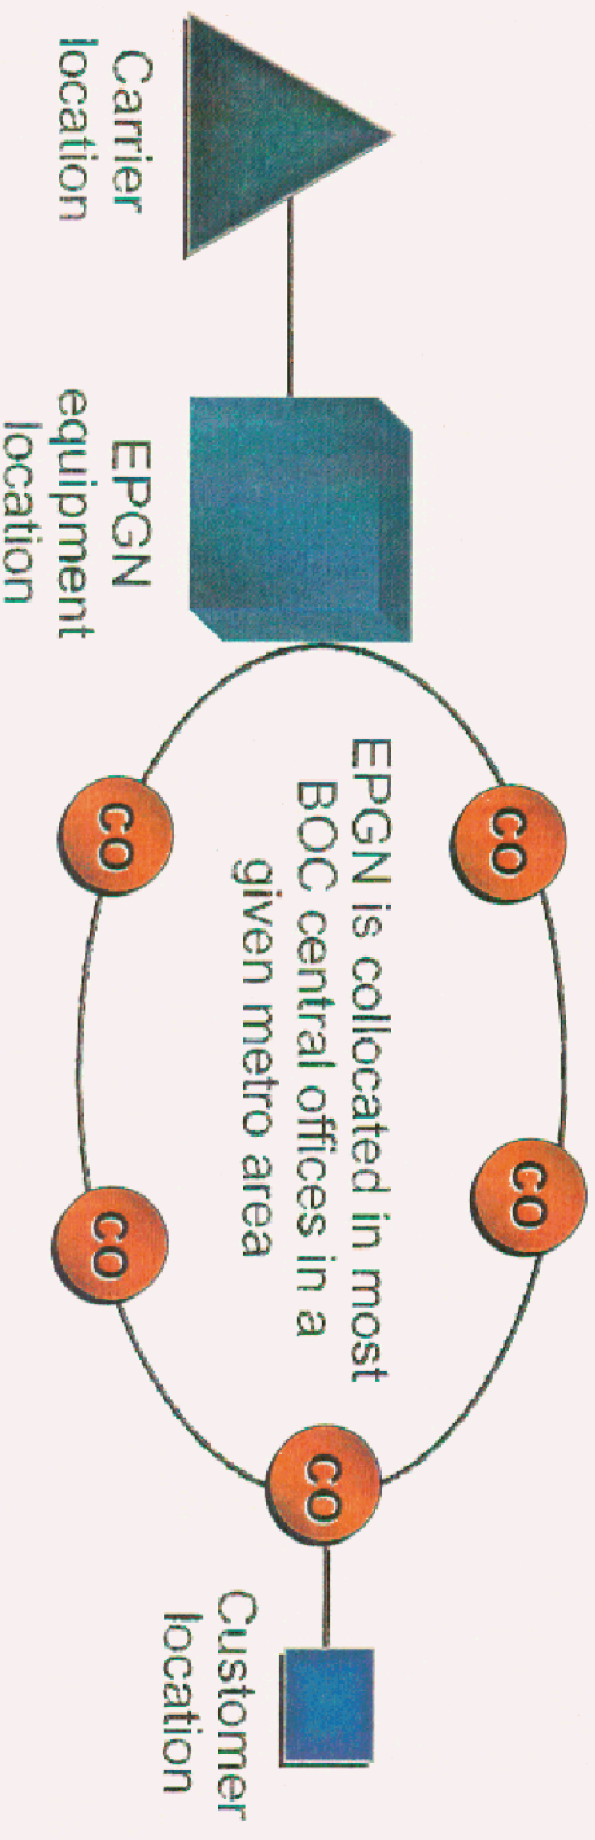 Carrier
location
EPGN
equipment
location
EPGN is collocated in most
BOC central offices in a
given metro area
CO
CO
CO
CO
CO
Customer
location